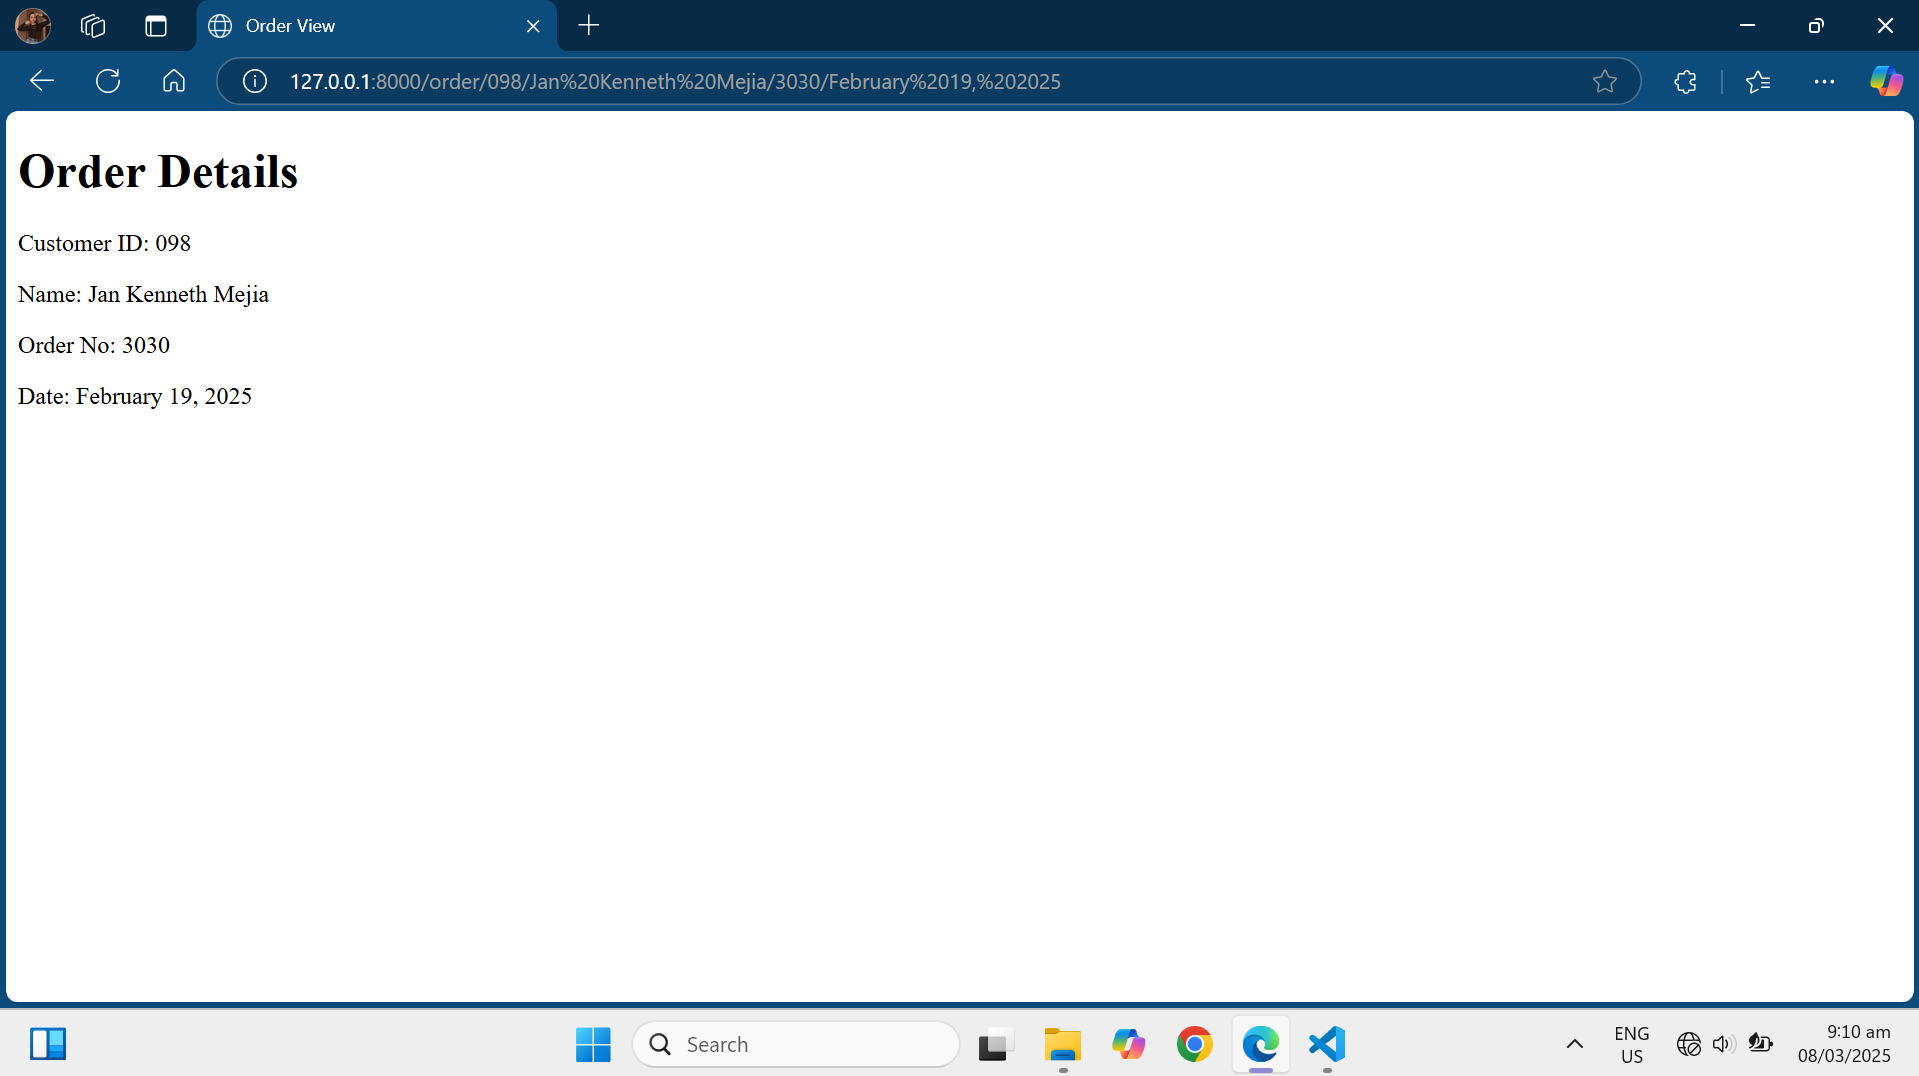 Order View
127.0.0.1:8000/order/098/Jan%20Kenneth%20Mejia/3030/February%2019,%202025
Order Details
Customer ID: 098
Name: Jan Kenneth Mejia
Order No: 3030
Date: February 19, 2025
Search
ENG
US
9:10 am
08/03/2025